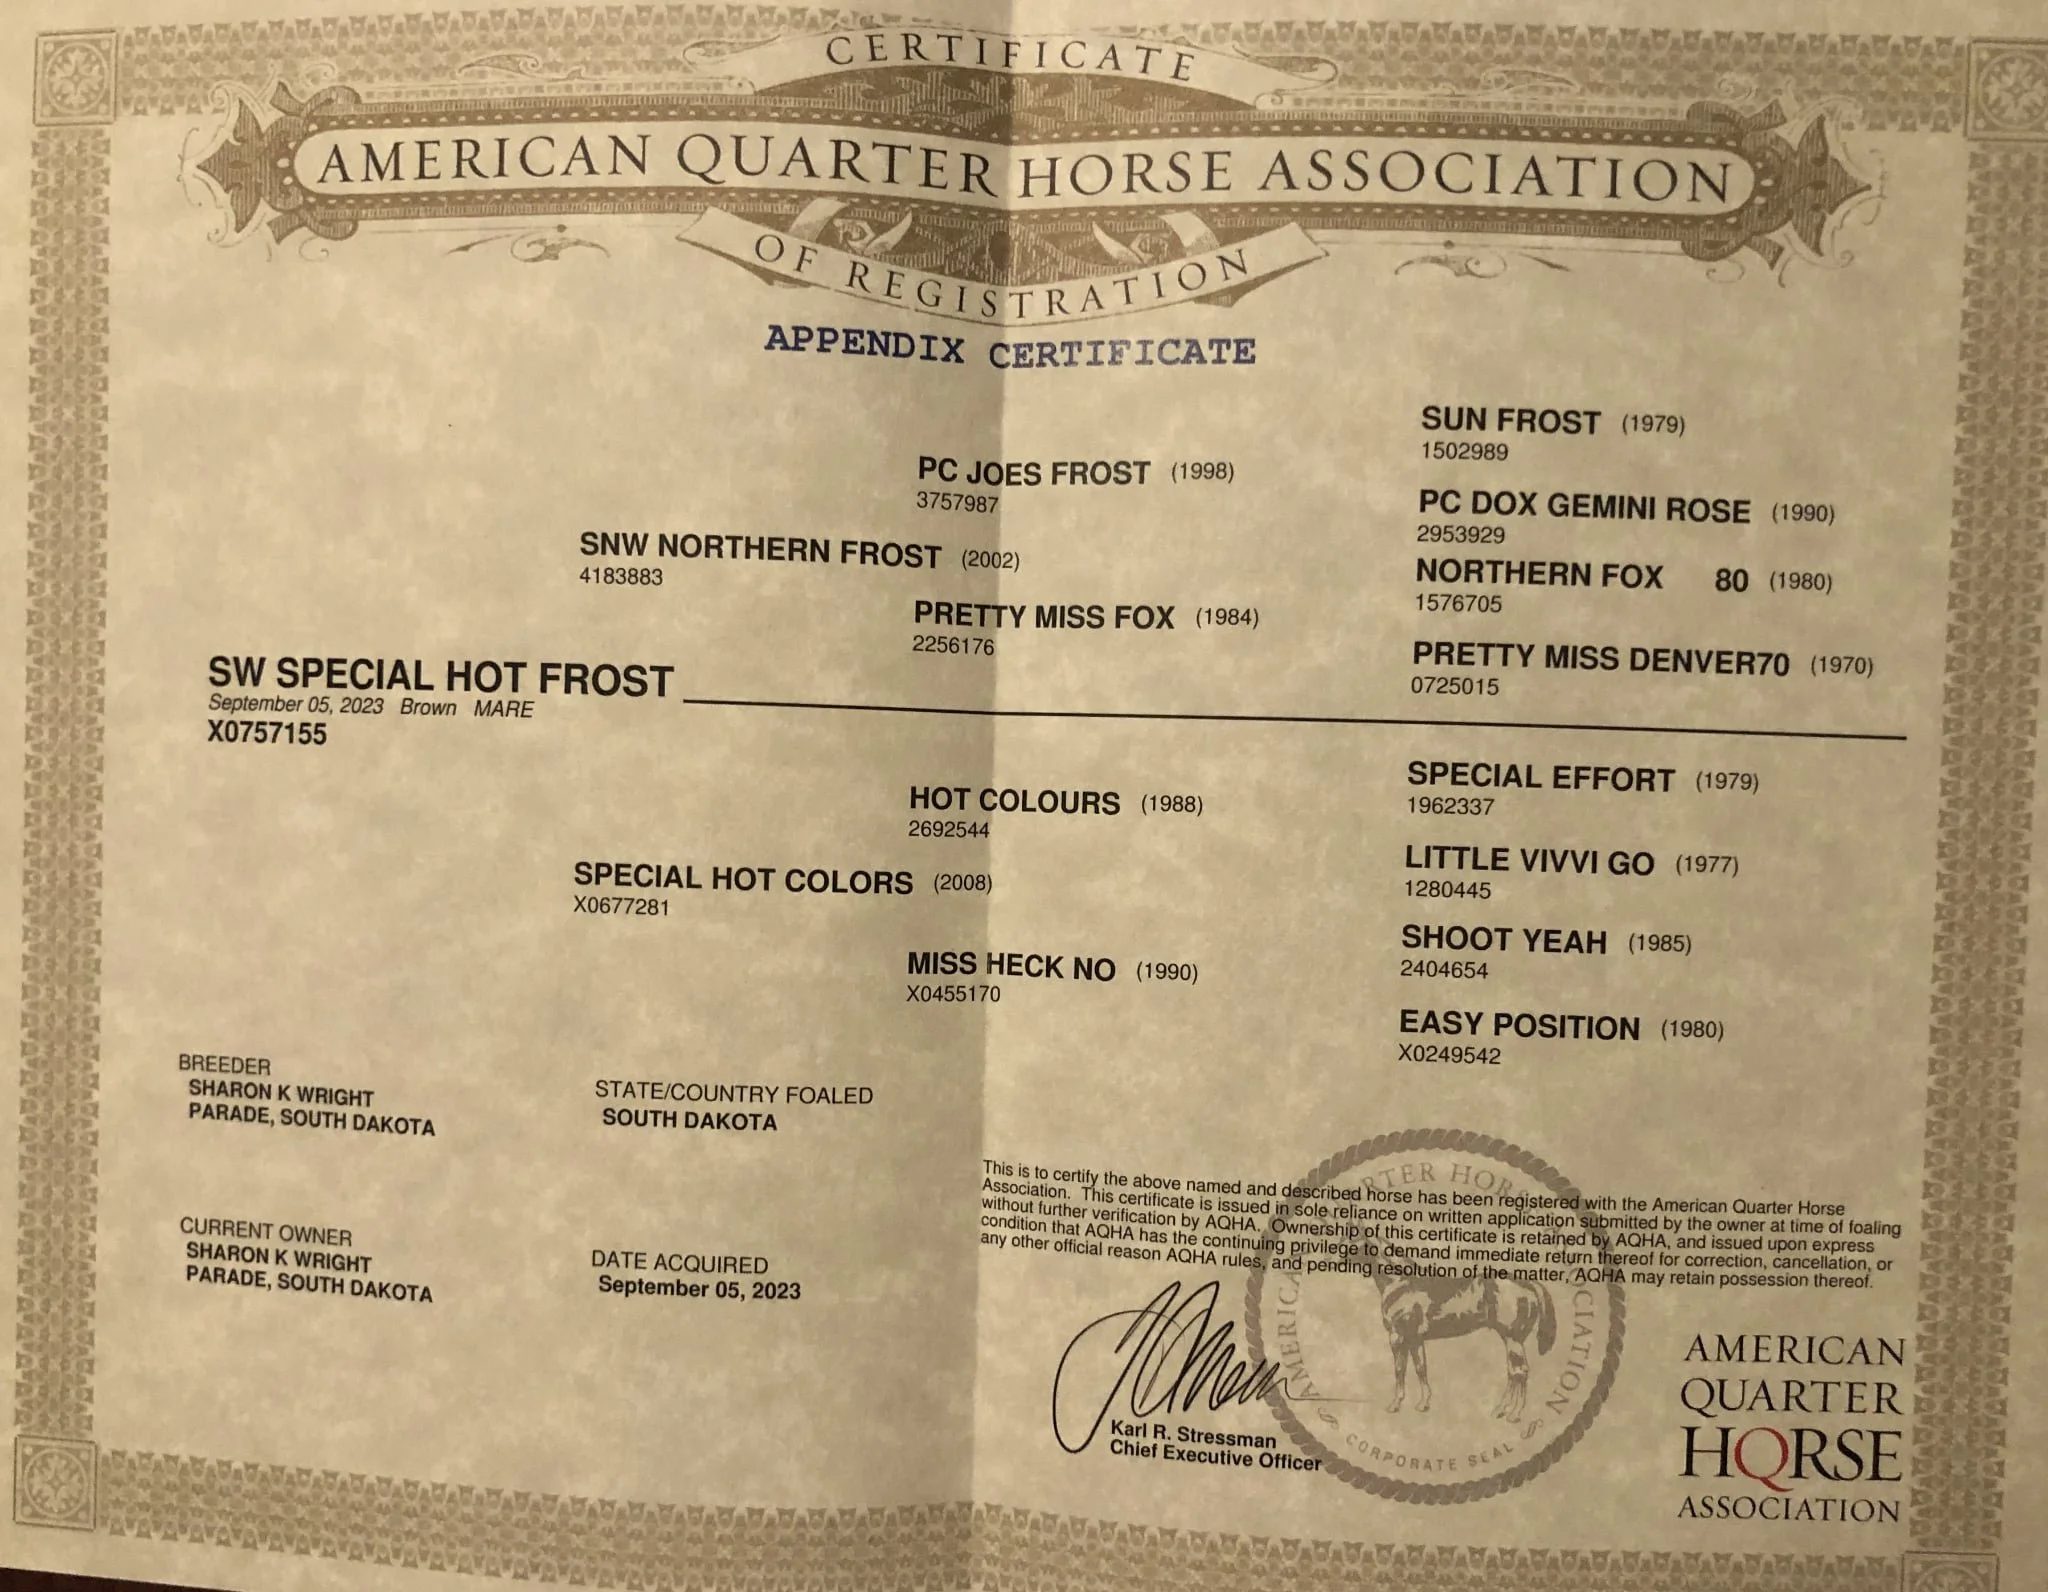 CERTIFICATE
AMERICAN QUARTER HORSE ASSOCIATION
OF REGISTRATION
APPENDIX CERTIFICATE
SUN FROST (1979)
1502989
PC JOES FROST (1998)
3757987
PC DOX GEMINI ROSE (1990)
2953929
SNW NORTHERN FROST (2002)
4183883
NORTHERN FOX 80 (1980)
1576705
PRETTY MISS FOX (1984)
2256176
PRETTY MISS DENVER70 (1970)
0725015
SW SPECIAL HOT FROST
September 05, 2023 Brown MARE
X0757155
SPECIAL EFFORT (1979)
1962337
HOT COLOURS (1988)
2692544
LITTLE VIVVI GO (1977)
1280445
SPECIAL HOT COLORS (2008)
X0677281
SHOOT YEAH (1985)
2404654
MISS HECK NO (1990)
X0455170
EASY POSITION (1980)
X0249542
BREEDER
SHARON K WRIGHT
PARADE, SOUTH DAKOTA
STATE/COUNTRY FOALED
SOUTH DAKOTA
CURRENT OWNER
SHARON K WRIGHT
PARADE, SOUTH DAKOTA
DATE ACQUIRED
September 05, 2023
This is to certify the above named and described horse has been registered with the American Quarter Horse
Association. This certificate is issued in sole reliance on written application submitted by the owner at time of foaling
without further verification by AQHA. Ownership of this certificate is retained by AQHA, and issued upon express
condition that AQHA has the continuing privilege to demand immediate return thereof for correction, cancellation, or
any other official reason AQHA rules, and pending resolution of the matter, AQHA may retain possession thereof.
Karl R. Stressman
Chief Executive Officer
AMERICAN QUARTER HORSE ASSOCIATION
CORPORATE SEAL
AMERICAN
QUARTER
HORSE
ASSOCIATION